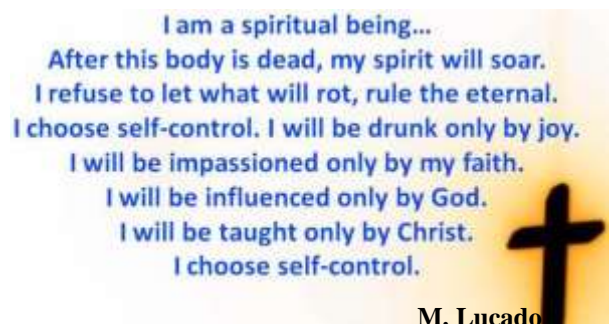 I am a spiritual being...
After this body is dead, my spirit will soar.
I refuse to let what will rot, rule the eternal.
I choose self-control. I will be drunk only by joy.
I will be impassioned only by my faith.
I will be influenced only by God.
I will be taught only by Christ.
I choose self-control.
M. Lucado